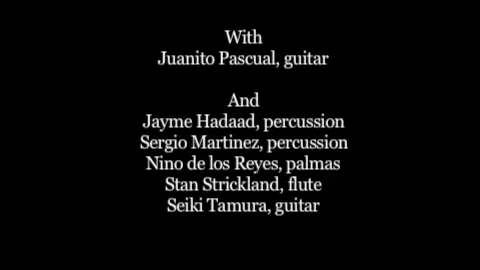 With
Juanito Pascual, guitar
And
Jayme Hadaad, percussion
Sergio Martinez, percussion
Nino de los Reyes, palmas
Stan Strickland, flute
Seiki Tamura, guitar